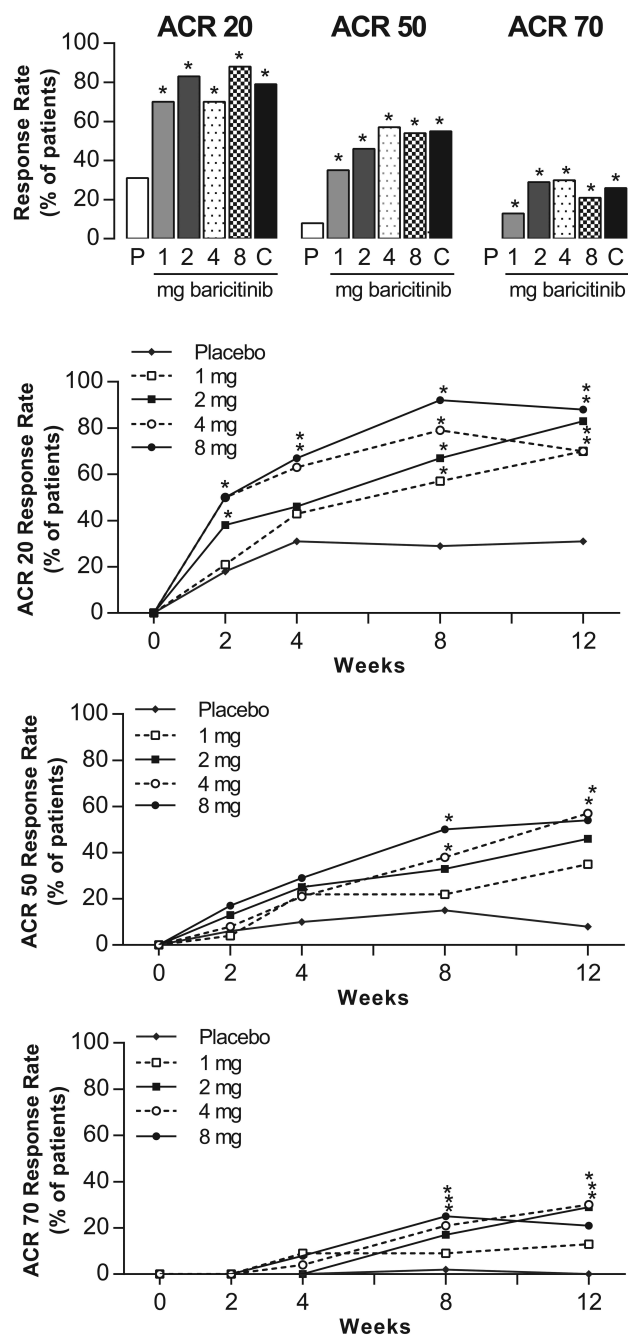 ACR 20 ACR 50 ACR 70
Response Rate
(% of patients)
100
80
60
40
20
0
* * * * *
* * * * *
* * * * *
P 1 2 4 8 C P 1 2 4 8 C P 1 2 4 8 C
mg baricitinib mg baricitinib mg baricitinib
Placebo
1 mg
2 mg
4 mg
8 mg
ACR 20 Response Rate
(% of patients)
100
80
60
40
20
0
* * * * * * * * * * *
0 2 4 8 12
Weeks
Placebo
1 mg
2 mg
4 mg
8 mg
ACR 50 Response Rate
(% of patients)
100
80
60
40
20
0
* * * *
0 2 4 8 12
Weeks
Placebo
1 mg
2 mg
4 mg
8 mg
ACR 70 Response Rate
(% of patients)
100
80
60
40
20
0
* * * * * *
0 2 4 8 12
Weeks